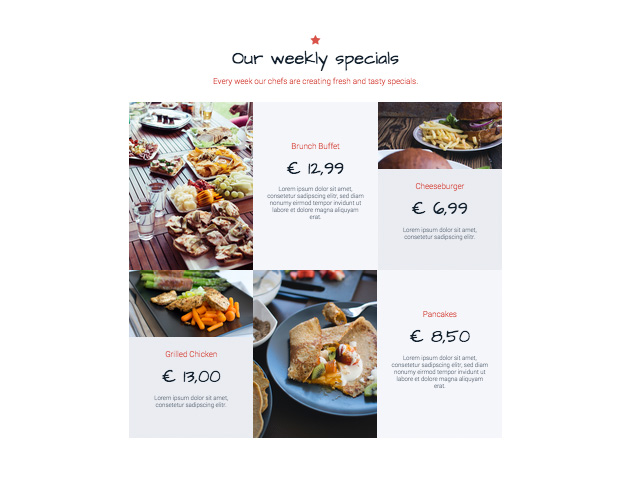 Our weekly specials
Every week our chefs are creating fresh and tasty specials.
Brunch Buffet
€ 12,99
Lorem ipsum dolor sit amet,
consetetur sadipscing elitr, sed diam
nonumy eirmod tempor invidunt ut
labore et dolore magna aliquyam
erat.
Cheeseburger
€ 6,99
Lorem ipsum dolor sit amet,
consetetur sadipscing elitr.
Grilled Chicken
€ 13,00
Lorem ipsum dolor sit amet,
consetetur sadipscing elitr.
Pancakes
€ 8,50
Lorem ipsum dolor sit amet,
consetetur sadipscing elitr, sed diam
nonumy eirmod tempor invidunt ut
labore et dolore magna aliquyam
erat.